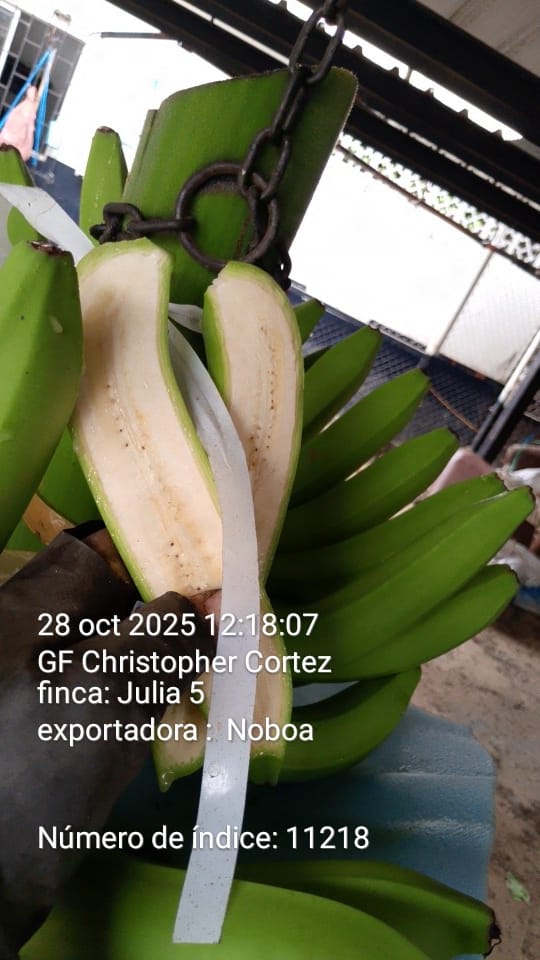 28 oct 2025 12:18:07
GF Christopher Cortez
finca: Julia 5
exportadora :  Noboa
Número de índice: 11218